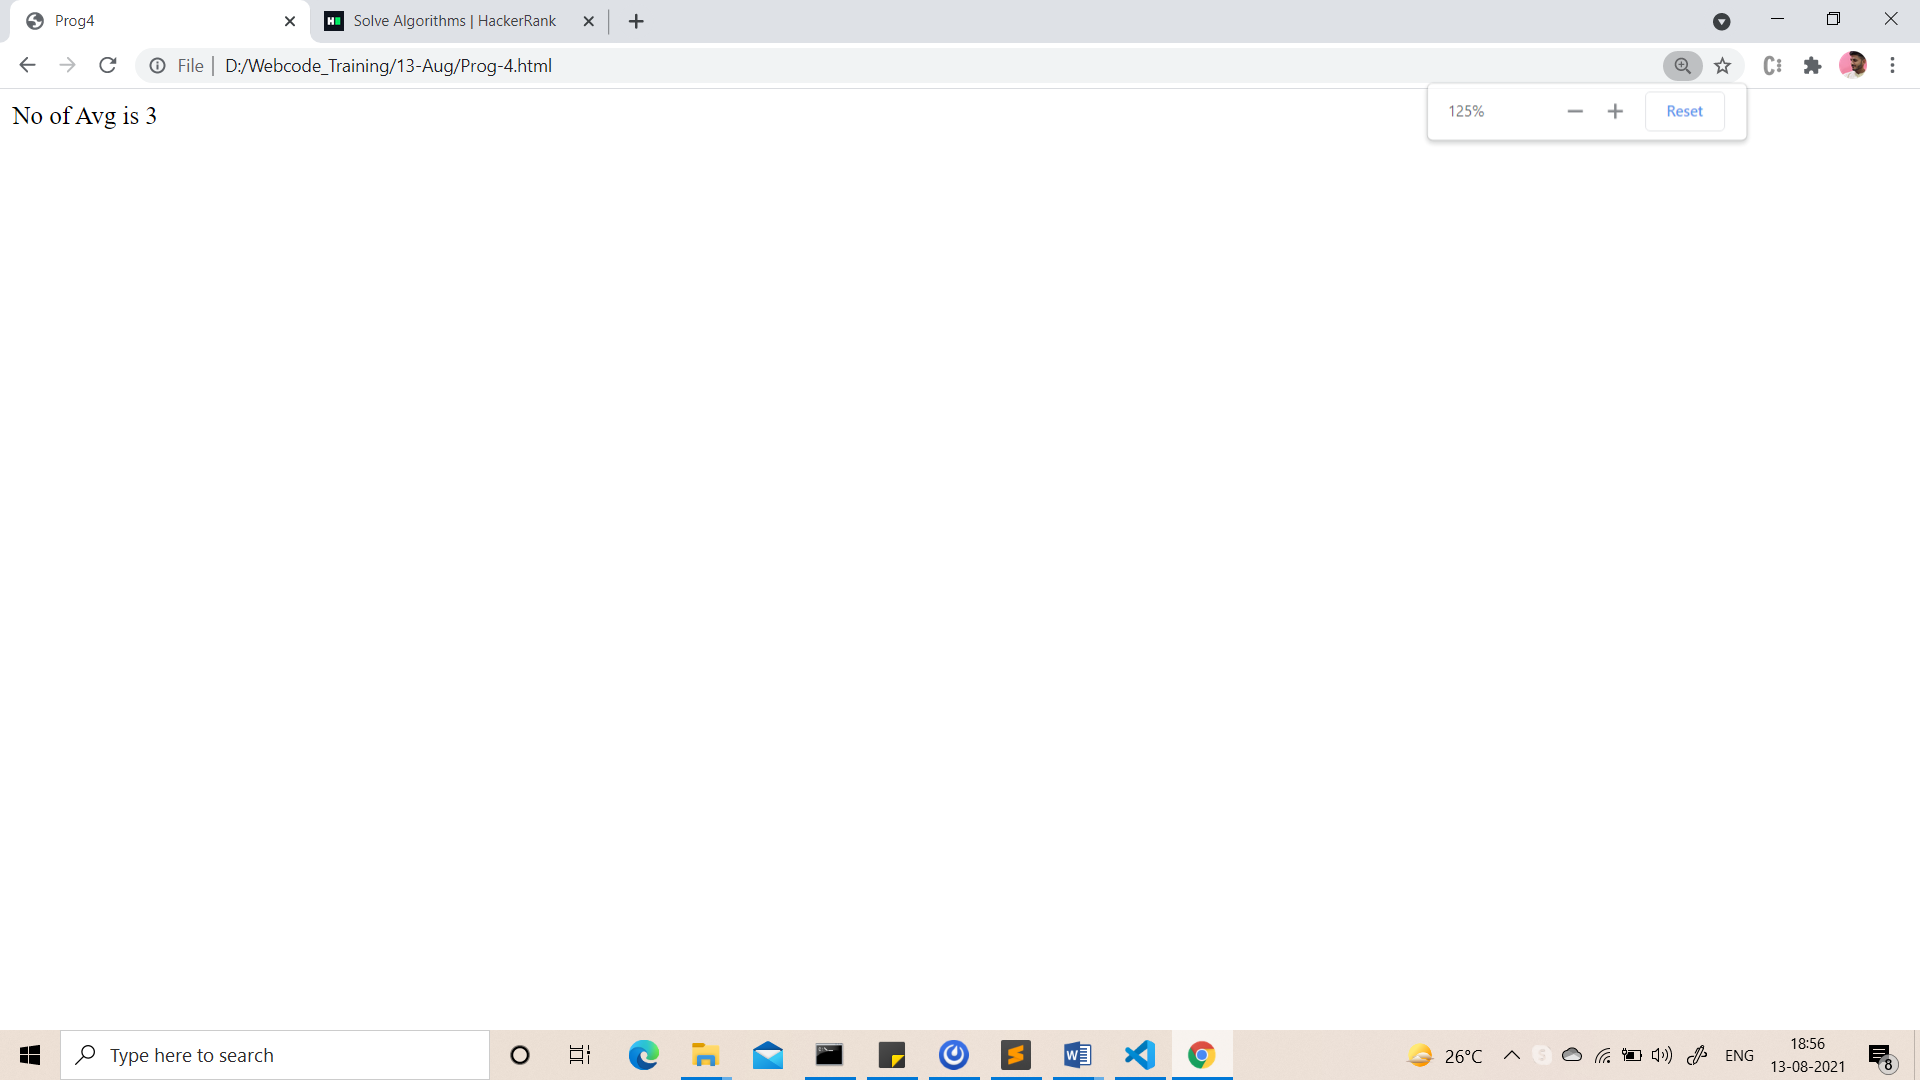 Prog4
Solve Algorithms | HackerRank
File | D:/Webcode_Training/13-Aug/Prog-4.html
125%
Reset
No of Avg is 3
Type here to search
26°C
ENG
18:56
13-08-2021
8